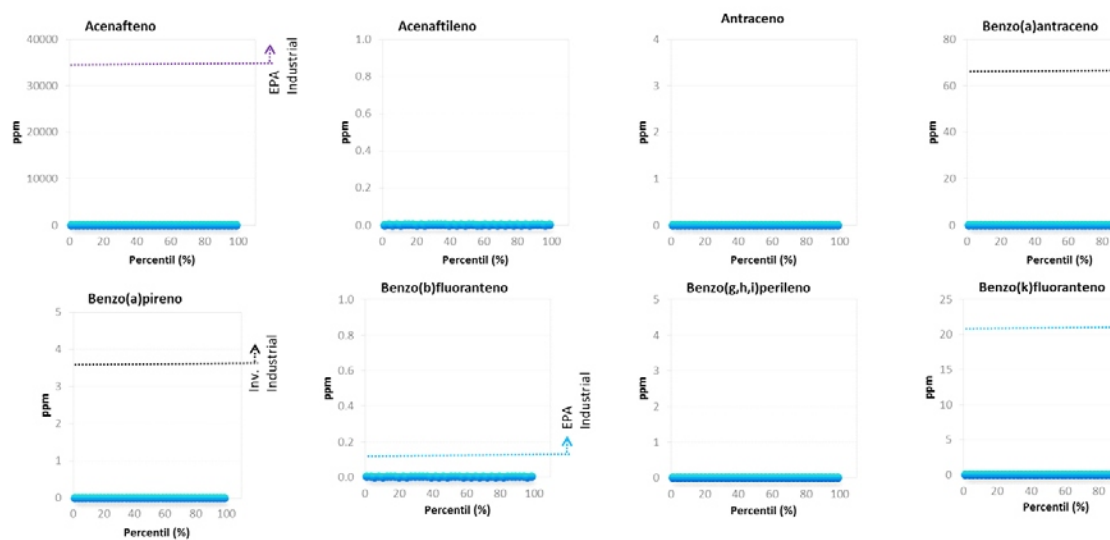 Acenafteno
40000
30000
20000
10000
0
ppm
0 20 40 60 80 100
Percentil (%)
EPA
Industrial
Acenaftileno
1.0
0.8
0.6
0.4
0.2
0.0
ppm
0 20 40 60 80 100
Percentil (%)
Antraceno
4
3
2
1
0
ppm
0 20 40 60 80 100
Percentil (%)
Benzo(a)antraceno
80
60
40
20
0
ppm
0 20 40 60 80
Percentil (%)
Benzo(a)pireno
5
4
3
2
1
0
ppm
0 20 40 60 80 100
Percentil (%)
Inv.
Industrial
Benzo(b)fluoranteno
1.0
0.8
0.6
0.4
0.2
0.0
ppm
0 20 40 60 80 100
Percentil (%)
EPA
Industrial
Benzo(g,h,i)perileno
5
4
3
2
1
0
ppm
0 20 40 60 80 100
Percentil (%)
Benzo(k)fluoranteno
25
20
15
10
5
0
ppm
0 20 40 60 80
Percentil (%)